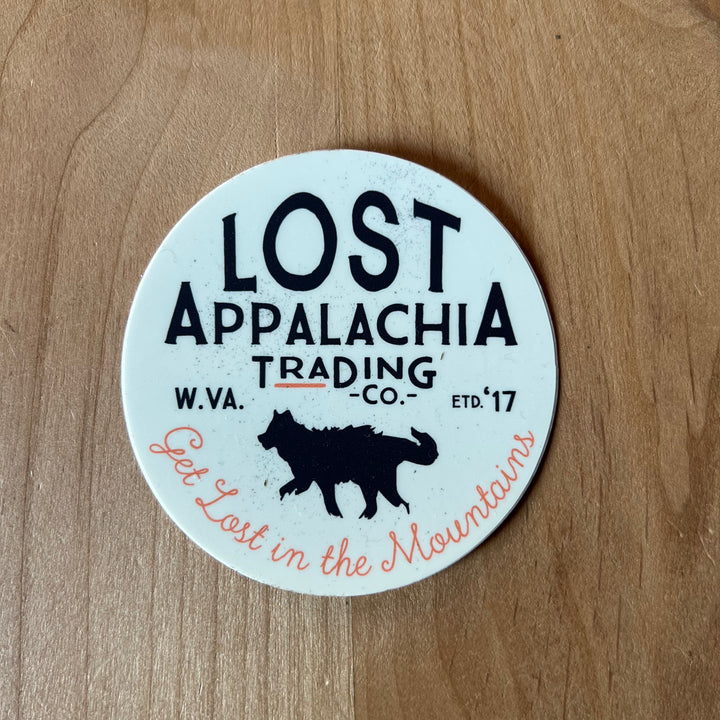 LOST
APPALACHIA
TRADING
-CO.-
W.VA.
ETD.'17
Get Lost in the Mountains